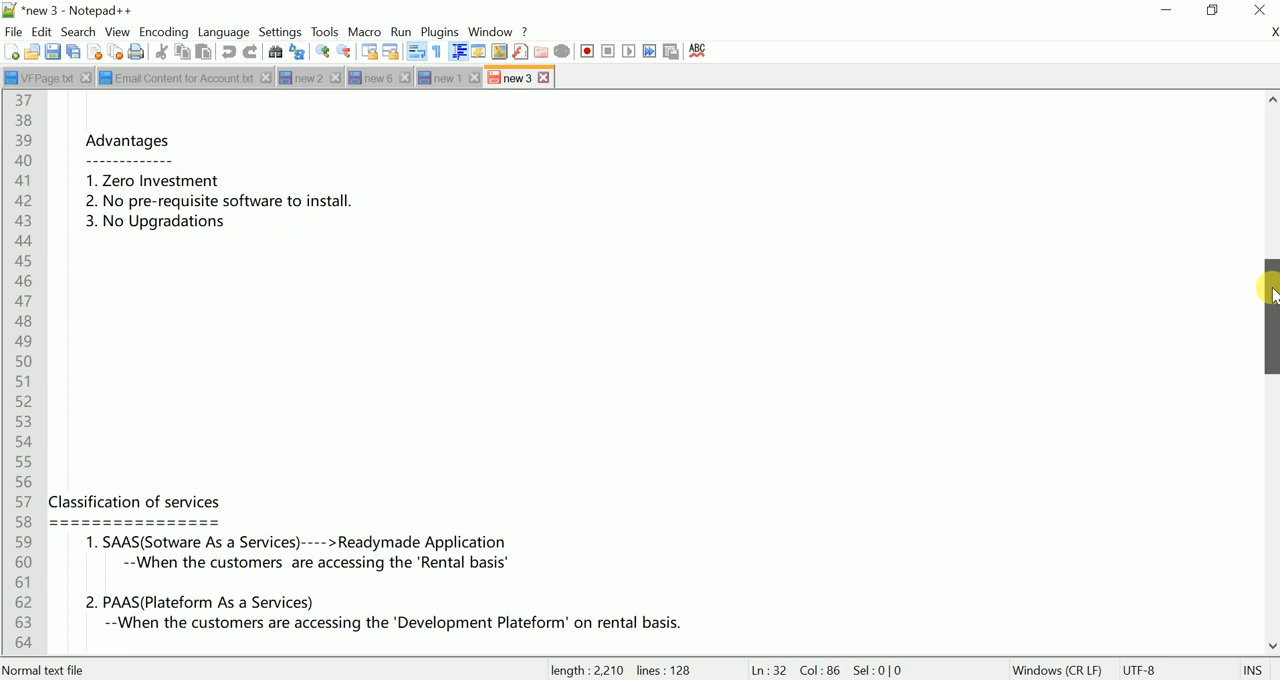 *new 3 - Notepad++
File Edit Search View Encoding Language Settings Tools Macro Run Plugins Window ? X
ABC
VFPage.txt Email Content for Account.txt new 2 new 6 new 1 new 3
37
38
39 Advantages
40 -------------
41 1. Zero Investment
42 2. No pre-requisite software to install.
43 3. No Upgradations
44
45
46
47
48
49
50
51
52
53
54
55
56
57 Classification of services
58 ================
59 1. SAAS(Sotware As a Services)---->Readymade Application
60 --When the customers are accessing the 'Rental basis'
61
62 2. PAAS(Plateform As a Services)
63 --When the customers are accessing the 'Development Plateform' on rental basis.
64
Normal text file length : 2,210 lines : 128 Ln : 32 Col : 86 Sel : 0 | 0 Windows (CR LF) UTF-8 INS